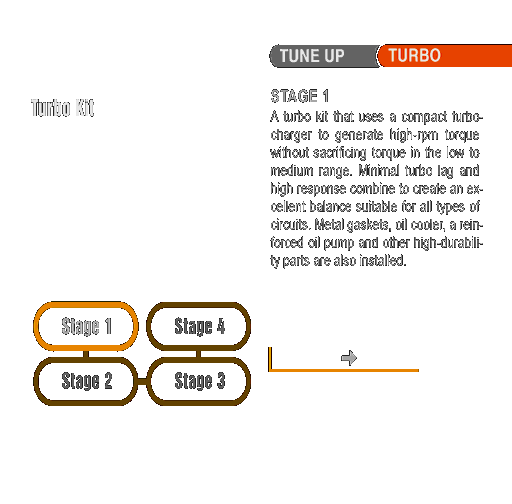 TUNE UP TURBO
Turbo Kit
STAGE 1
A turbo kit that uses a compact turbo-
charger to generate high-rpm torque
without sacrificing torque in the low to
medium range. Minimal turbo lag and
high response combine to create an ex-
cellent balance suitable for all types of
circuits. Metal gaskets, oil cooler, a rein-
forced oil pump and other high-durabili-
ty parts are also installed.
Stage 1 Stage 4
Stage 2 Stage 3